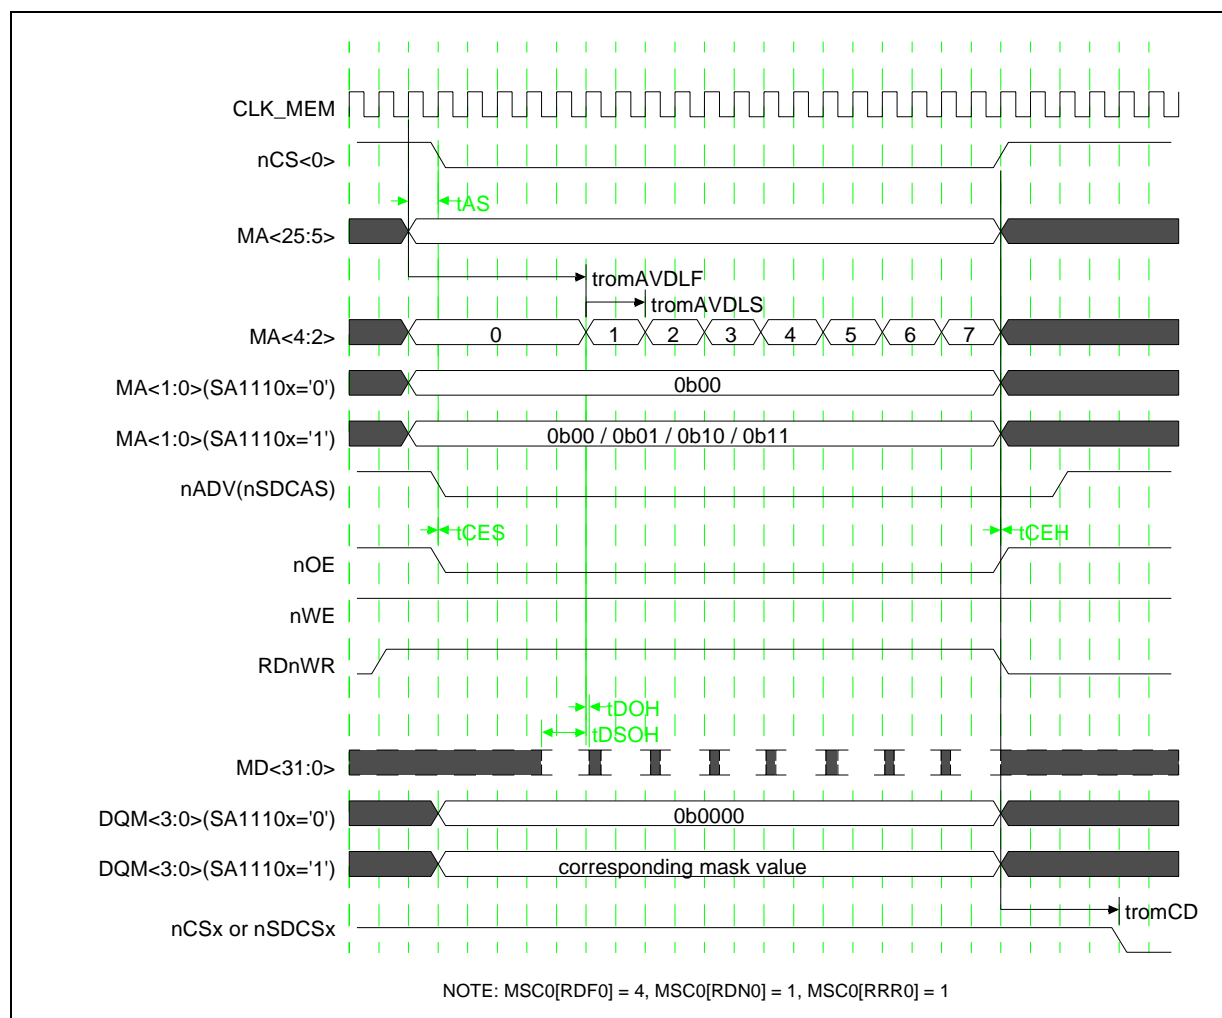 CLK_MEM
nCS<0>
tAS
MA<25:5>
tromAVDLF
tromAVDLS
MA<4:2>
0 1 2 3 4 5 6 7
MA<1:0>(SA1110x='0')
0b00
MA<1:0>(SA1110x='1')
0b00 / 0b01 / 0b10 / 0b11
nADV(nSDCAS)
tCES tCEH
nOE
nWE
RDnWR
tDOH
tDSOH
MD<31:0>
DQM<3:0>(SA1110x='0')
0b0000
DQM<3:0>(SA1110x='1')
corresponding mask value
tromCD
nCSx or nSDCSx
NOTE: MSC0[RDF0] = 4, MSC0[RDN0] = 1, MSC0[RRR0] = 1